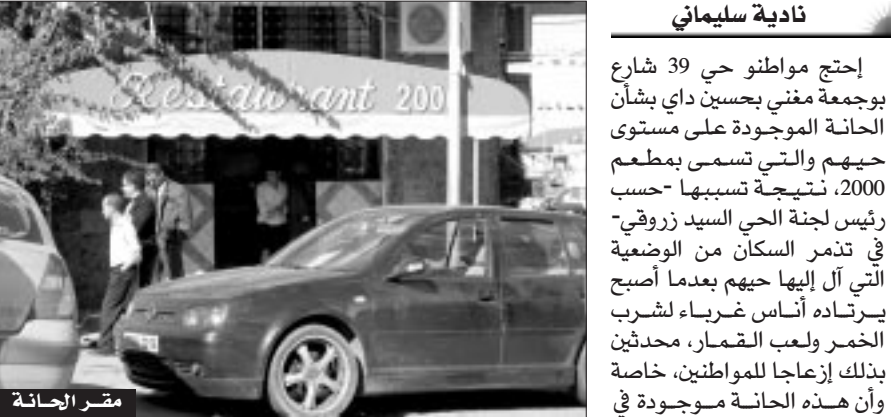 نادية سليماني
إحتج مواطنو حي 39 شارع
بوجمعة مغني بحسين داي بشأن
الحانة الموجودة على مستوى
حيهم والتي تسمى بمطعم
2000، نتيجة تسببها -حسب
رئيس لجنة الحي السيد زروقي-
في تذمر السكان من الوضعية
التي آل إليها حيهم بعدما أصبح
يرتاده أناس غرباء لشرب
الخمر ولعب القمار، محدثين
بذلك إزعاجا للمواطنين، خاصة
وأن هذه الحانة موجودة في
Restaurant 200
مقر الحانة